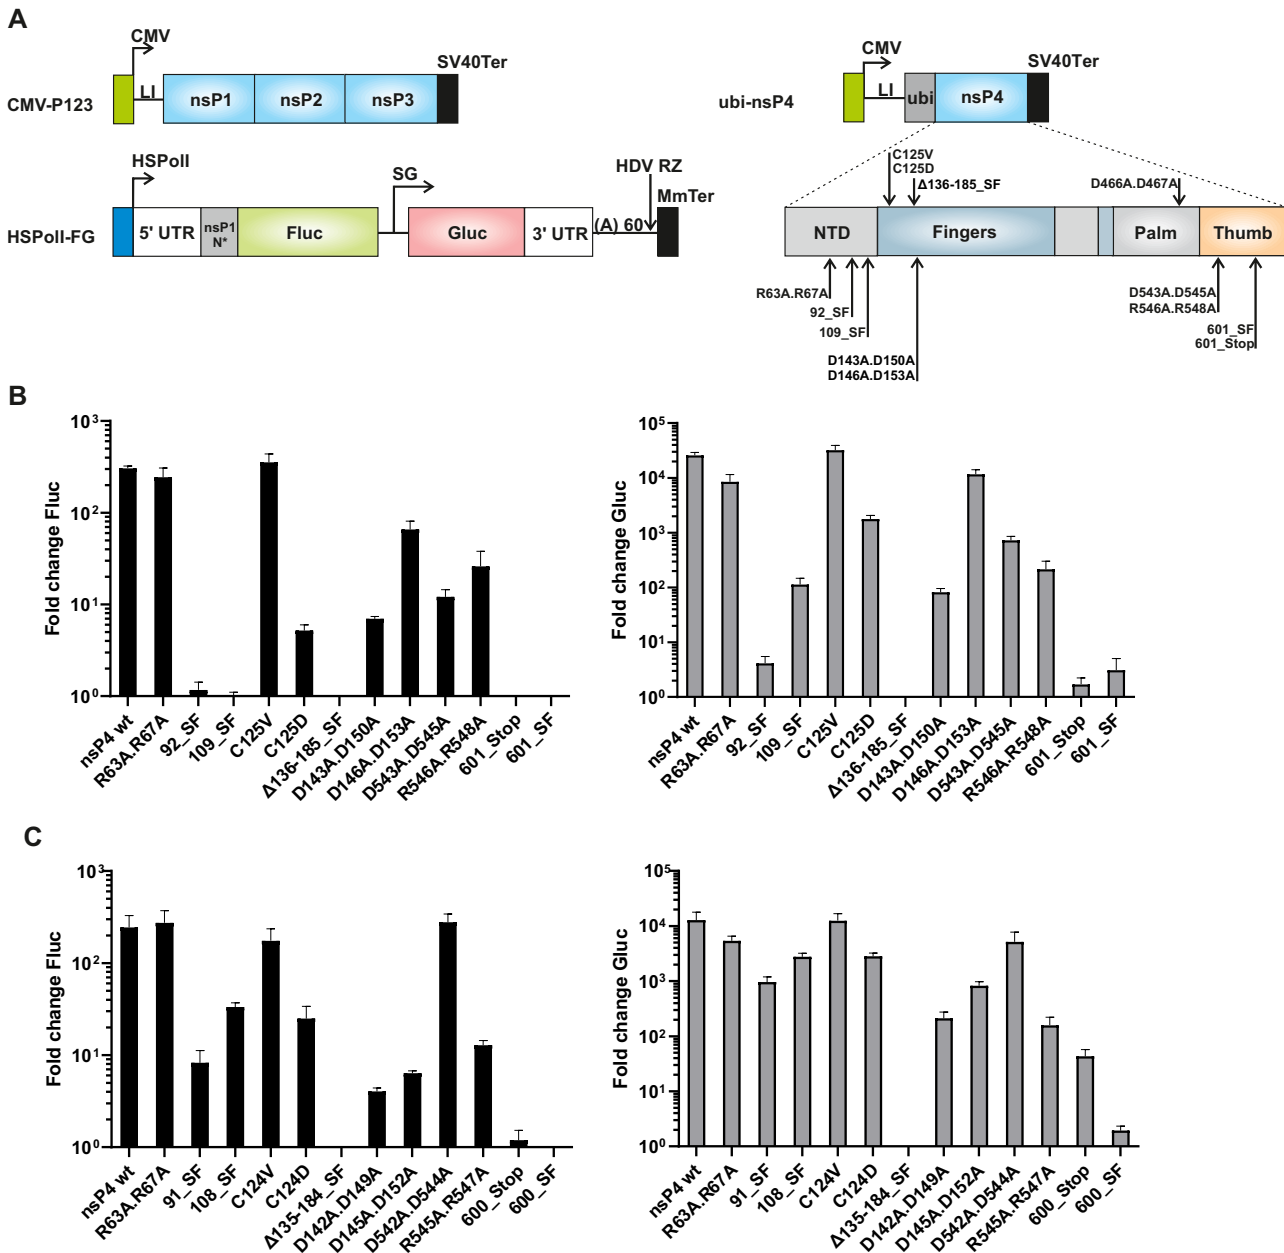 A
CMV
LI
nsP1
nsP2
nsP3
SV40Ter
CMV-P123
HSPolI
SG
HDV RZ
MmTer
HSPolI-FG
5' UTR
nsP1
N*
Fluc
Gluc
3' UTR
(A) 60
CMV
LI
ubi
nsP4
SV40Ter
ubi-nsP4
C125V
C125D
Δ136-185_SF
D466A.D467A
NTD
Fingers
Palm
Thumb
R63A.R67A
92_SF
109_SF
D143A.D150A
D146A.D153A
D543A.D545A
R546A.R548A
601_SF
601_Stop
B
Fold change Fluc
10³
10²
10¹
10⁰
nsP4 wt
R63A.R67A
92_SF
109_SF
C125V
C125D
Δ136-185_SF
D143A.D150A
D146A.D153A
D543A.D545A
R546A.R548A
601_Stop
601_SF
Fold change Gluc
10⁵
10⁴
10³
10²
10¹
10⁰
nsP4 wt
R63A.R67A
92_SF
109_SF
C125V
C125D
Δ136-185_SF
D143A.D150A
D146A.D153A
D543A.D545A
R546A.R548A
601_Stop
601_SF
C
Fold change Fluc
10³
10²
10¹
10⁰
nsP4 wt
R63A.R67A
91_SF
108_SF
C124V
C124D
Δ135-184_SF
D142A.D149A
D145A.D152A
D542A.D544A
R545A.R547A
600_Stop
600_SF
Fold change Gluc
10⁵
10⁴
10³
10²
10¹
10⁰
nsP4 wt
R63A.R67A
91_SF
108_SF
C124V
C124D
Δ135-184_SF
D142A.D149A
D145A.D152A
D542A.D544A
R545A.R547A
600_Stop
600_SF